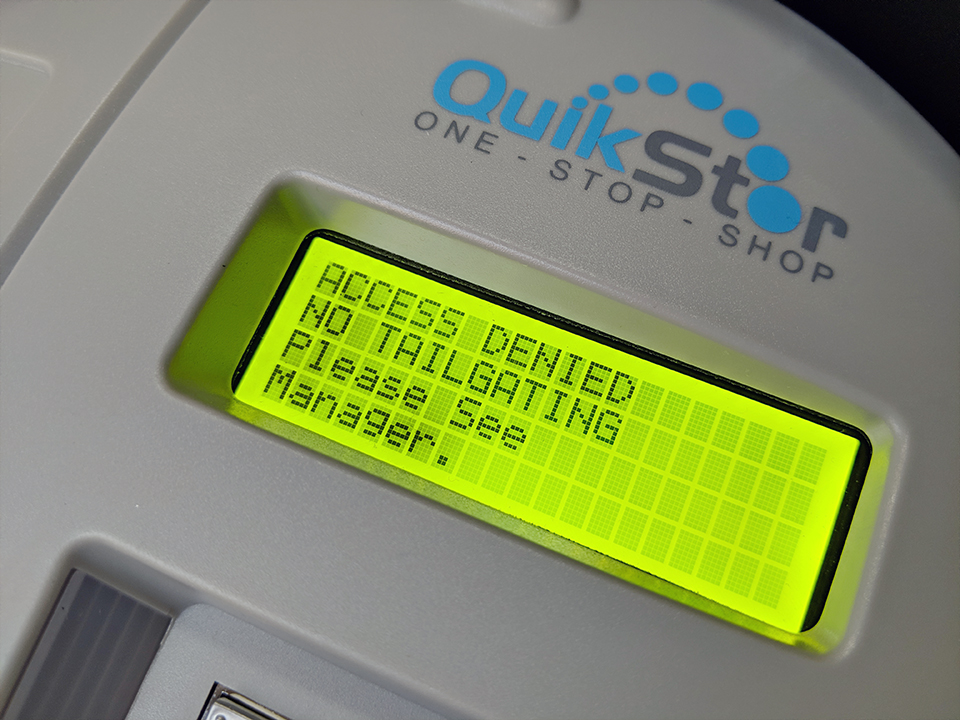 QuikStor
ONE - STOP - SHOP
ACCESS DENIED
NO TAILGATING
Please See
Manager.